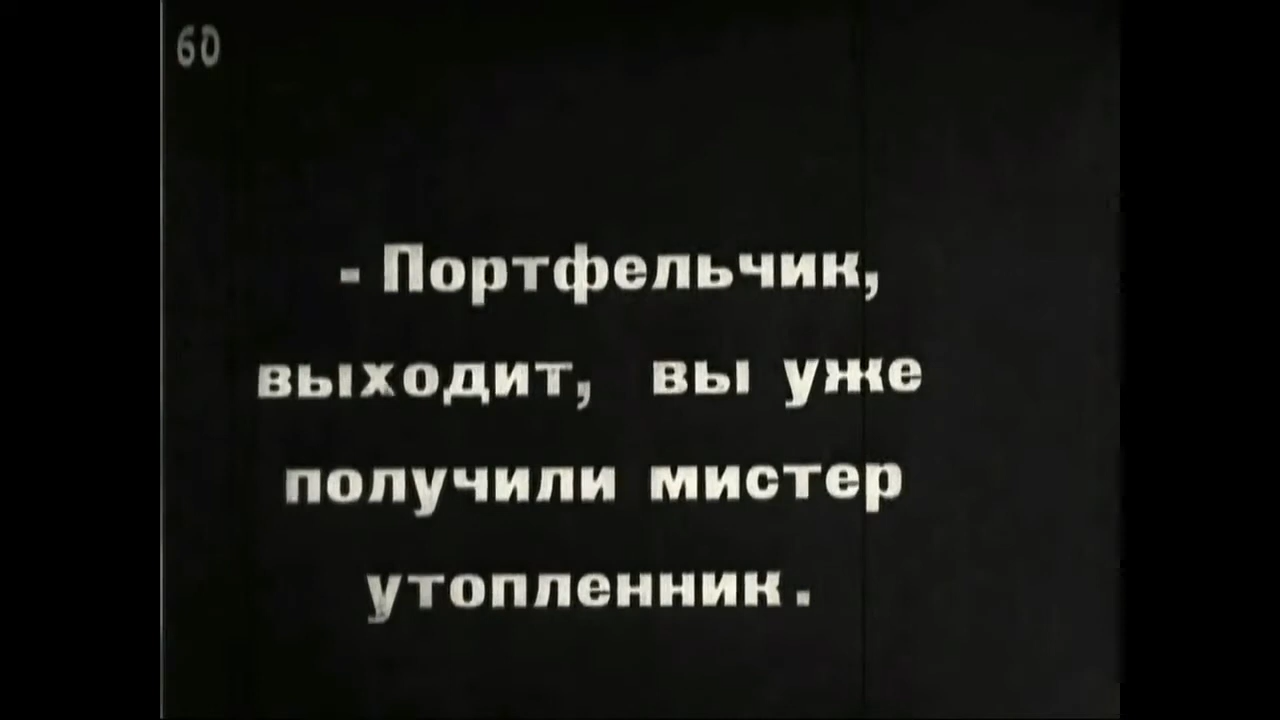 60
- Портфельчик,
выходит, вы уже
получили мистер
утопленник.